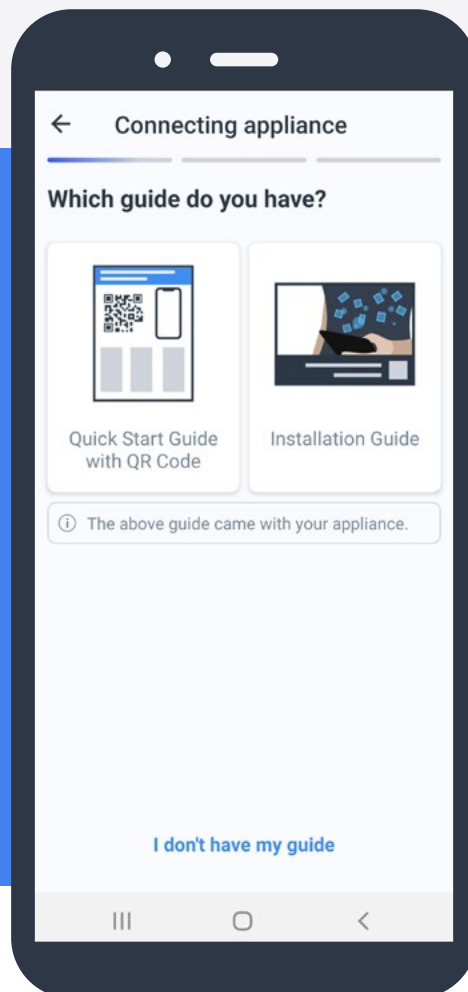 Connecting appliance
Which guide do you have?
Quick Start Guide
with QR Code
Installation Guide
The above guide came with your appliance.
I don't have my guide